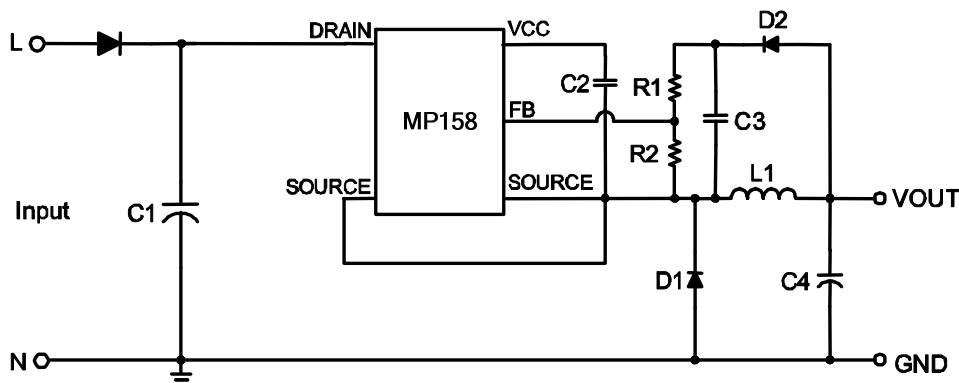 L
DRAIN
VCC
D2
C2
R1
MP158
FB
C3
R2
SOURCE
SOURCE
L1
Input
C1
VOUT
D1
C4
N
GND